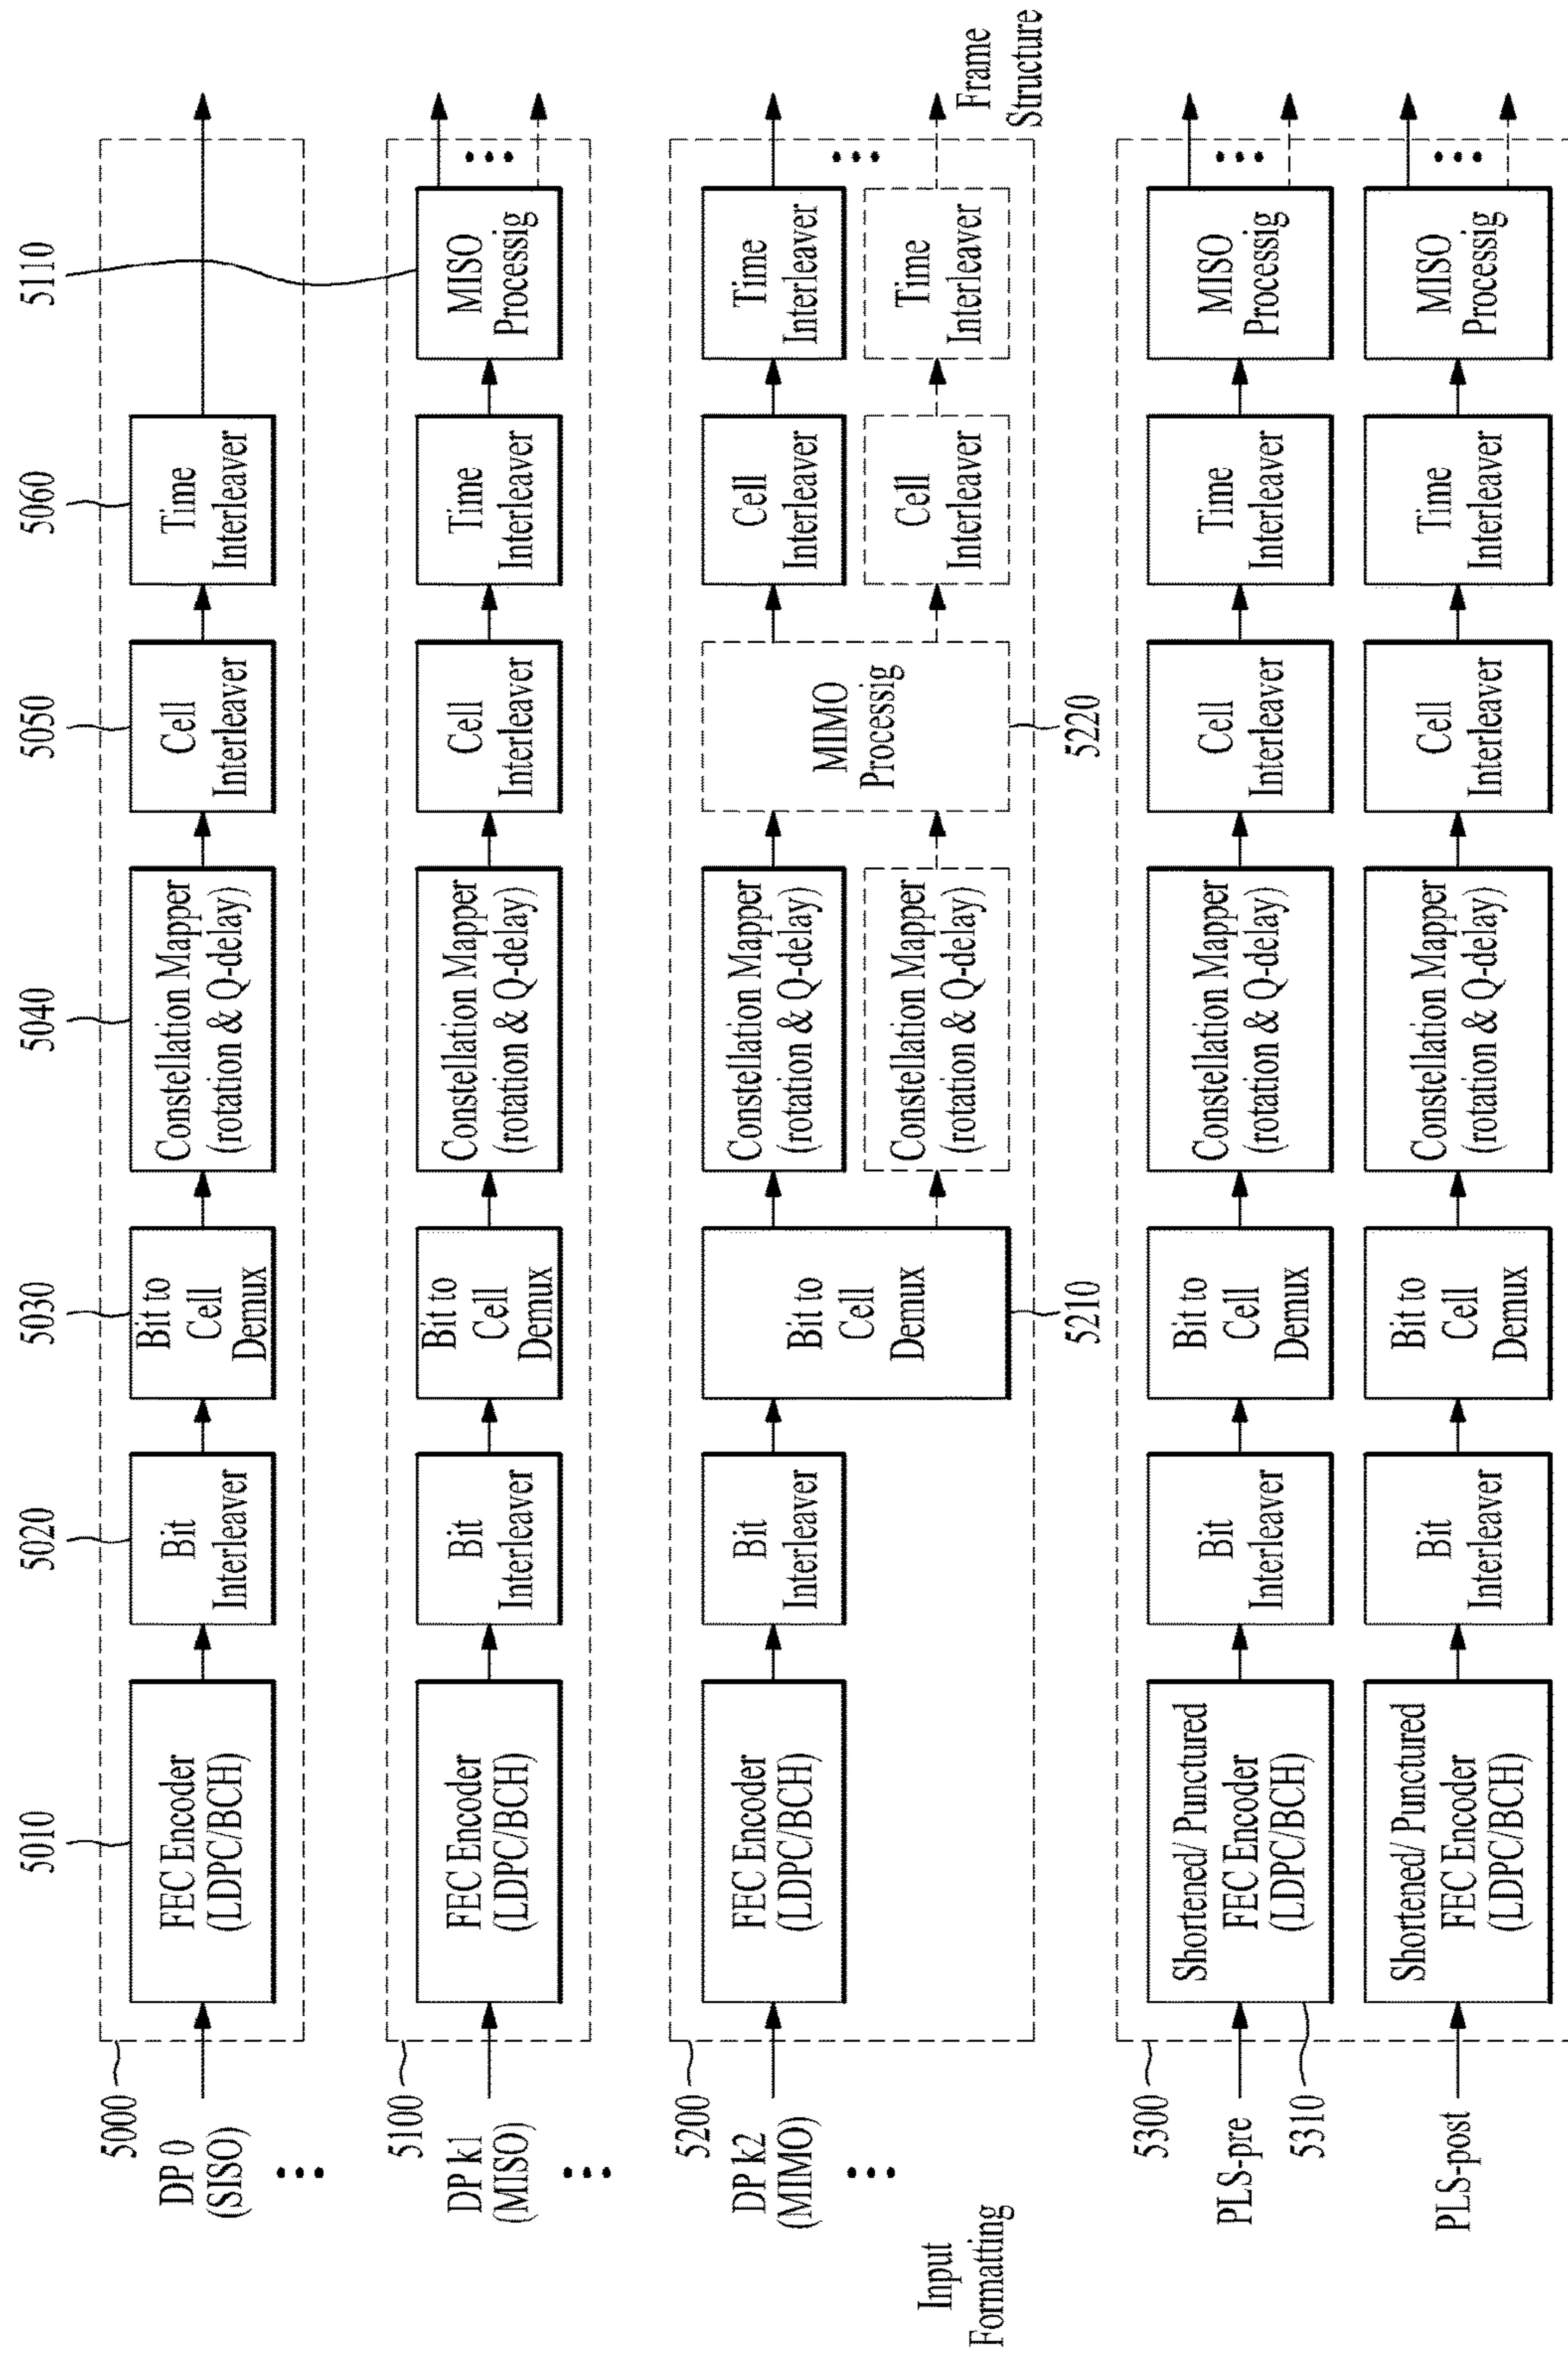 5010
5020
5030
5040
5050
5060
5110
5000
DP 0
(SISO)
FEC Encoder
(LDPC/BCH)
Bit
Interleaver
Bit to
Cell
Demux
Constellation Mapper
(rotation & Q-delay)
Cell
Interleaver
Time
Interleaver
5100
DP k1
(MISO)
FEC Encoder
(LDPC/BCH)
Bit
Interleaver
Bit to
Cell
Demux
Constellation Mapper
(rotation & Q-delay)
Cell
Interleaver
Time
Interleaver
MISO
Processig
5200
DP k2
(MIMO)
FEC Encoder
(LDPC/BCH)
Bit
Interleaver
Bit to
Cell
Demux
Constellation Mapper
(rotation & Q-delay)
Constellation Mapper
(rotation & Q-delay)
MIMO
Processig
Cell
Interleaver
Cell
Interleaver
Time
Interleaver
Time
Interleaver
Input
Formatting
5210
5220
Frame
Structure
5300
PLS-pre
5310
Shortened/ Punctured
FEC Encoder
(LDPC/BCH)
Bit
Interleaver
Bit to
Cell
Demux
Constellation Mapper
(rotation & Q-delay)
Cell
Interleaver
Time
Interleaver
MISO
Processig
PLS-post
Shortened/ Punctured
FEC Encoder
(LDPC/BCH)
Bit
Interleaver
Bit to
Cell
Demux
Constellation Mapper
(rotation & Q-delay)
Cell
Interleaver
Time
Interleaver
MISO
Processig